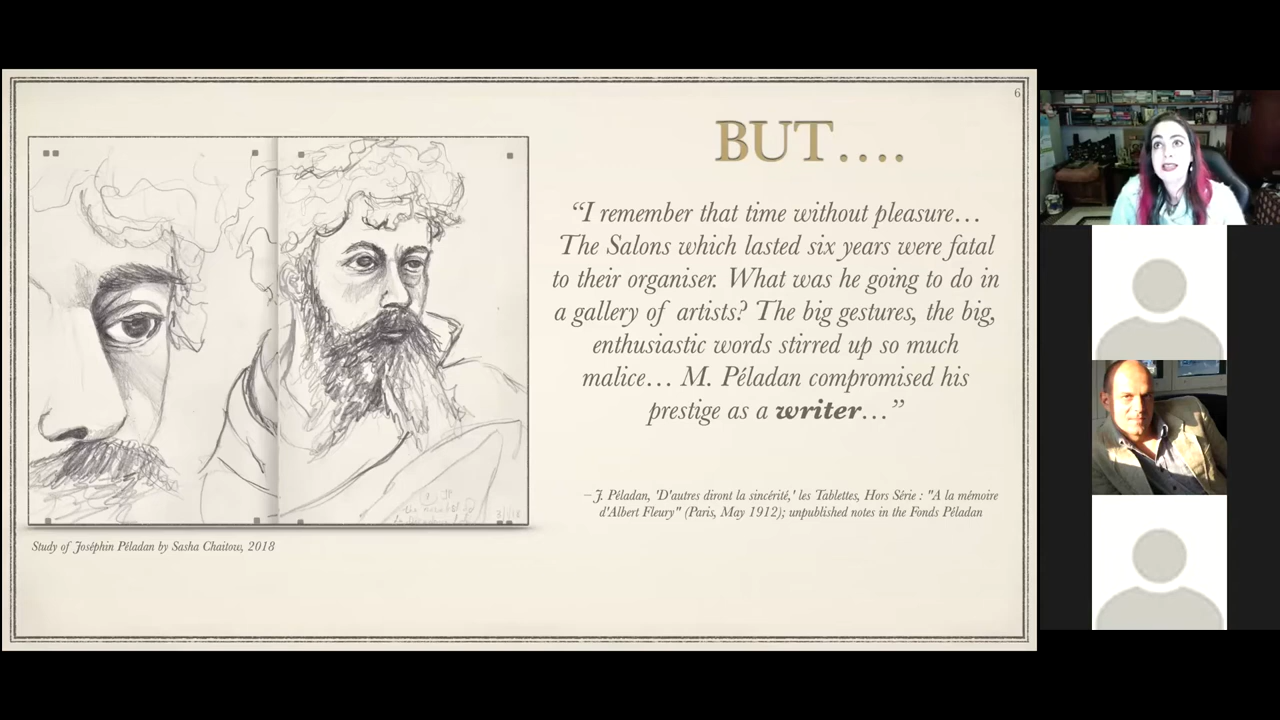 6
BUT....
“I remember that time without pleasure…
The Salons which lasted six years were fatal
to their organiser. What was he going to do in
a gallery of artists? The big gestures, the big,
enthusiastic words stirred up so much
malice… M. Péladan compromised his
prestige as a writer…”
– J. Péladan, 'D'autres diront la sincérité,' les Tablettes, Hors Série : "A la mémoire
d'Albert Fleury" (Paris, May 1912); unpublished notes in the Fonds Péladan
Study of Joséphin Péladan by Sasha Chaitow, 2018